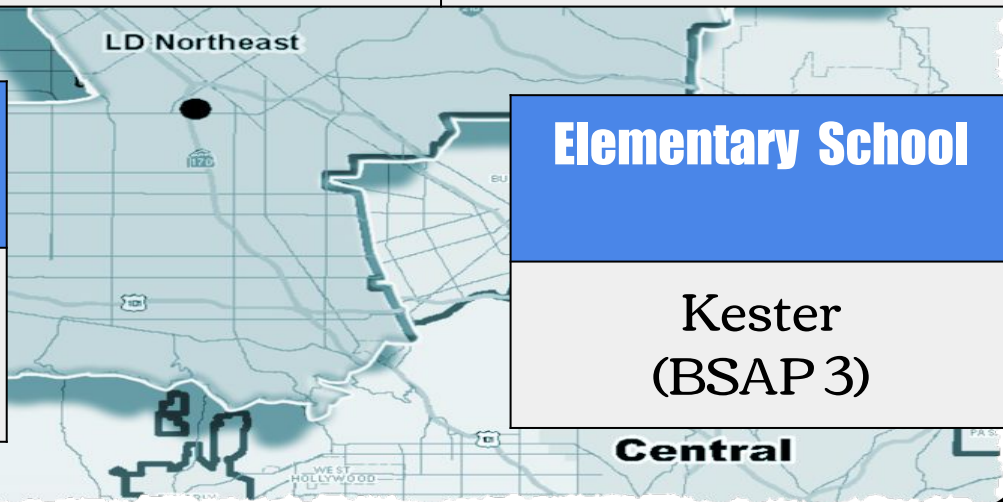 LD Northeast
170
Elementary School
101
Kester
(BSAP 3)
Central
WEST
HOLLYWOOD